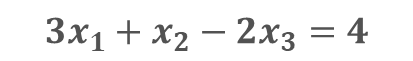 3x₁ + x₂ − 2x₃ = 4